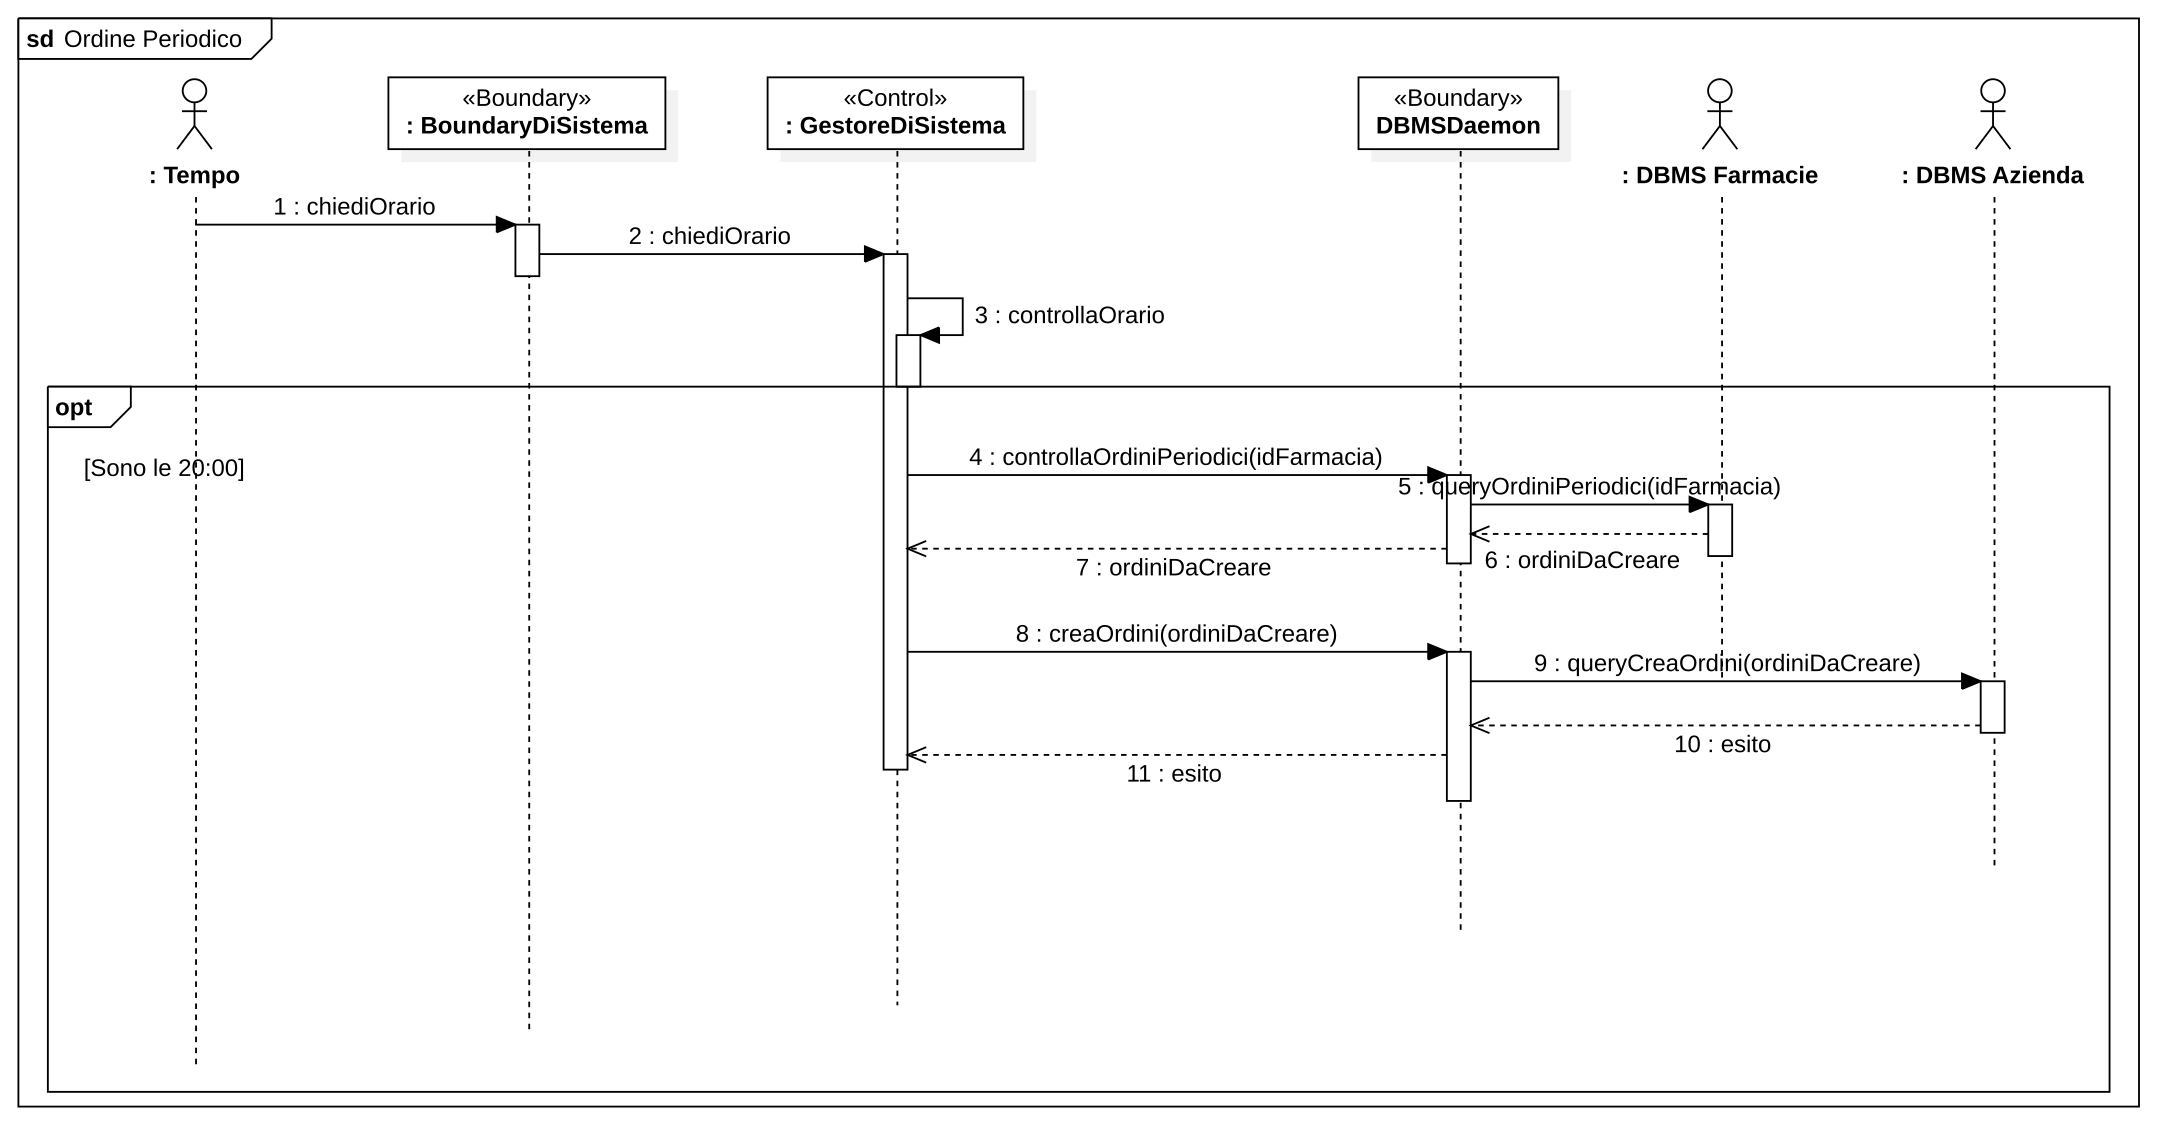 sd Ordine Periodico
«Boundary»
: BoundaryDiSistema
«Control»
: GestoreDiSistema
«Boundary»
DBMSDaemon
: Tempo
: DBMS Farmacie
: DBMS Azienda
1 : chiediOrario
2 : chiediOrario
3 : controllaOrario
opt
[Sono le 20:00]
4 : controllaOrdiniPeriodici(idFarmacia)
5 : queryOrdiniPeriodici(idFarmacia)
6 : ordiniDaCreare
7 : ordiniDaCreare
8 : creaOrdini(ordiniDaCreare)
9 : queryCreaOrdini(ordiniDaCreare)
10 : esito
11 : esito